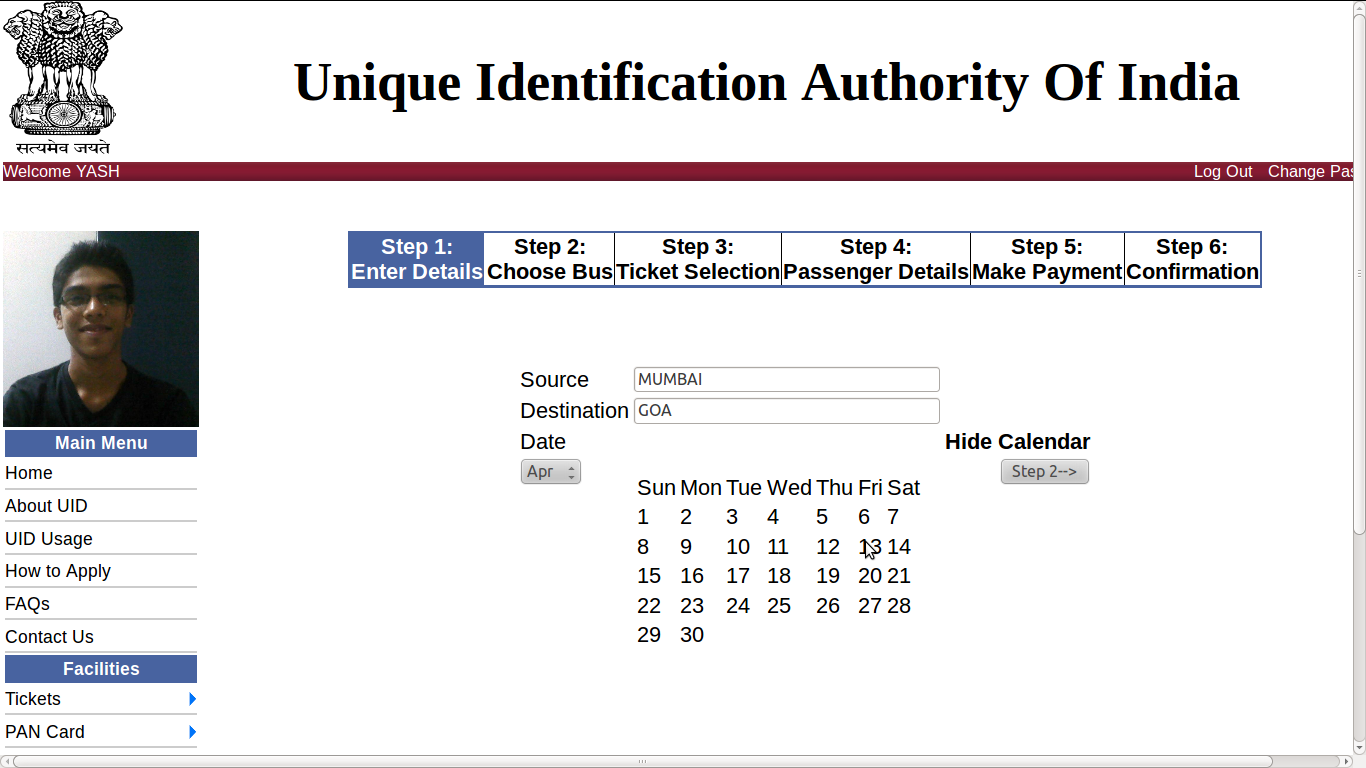 Unique Identification Authority Of India
सत्यमेव जयते
Welcome YASH
Log Out Change Pas
Step 1: Enter Details
Step 2: Choose Bus
Step 3: Ticket Selection
Step 4: Passenger Details
Step 5: Make Payment
Step 6: Confirmation
Source MUMBAI
Destination GOA
Date
Hide Calendar
Apr
Step 2-->
Sun Mon Tue Wed Thu Fri Sat
1 2 3 4 5 6 7
8 9 10 11 12 13 14
15 16 17 18 19 20 21
22 23 24 25 26 27 28
29 30
Main Menu
Home
About UID
UID Usage
How to Apply
FAQs
Contact Us
Facilities
Tickets
PAN Card